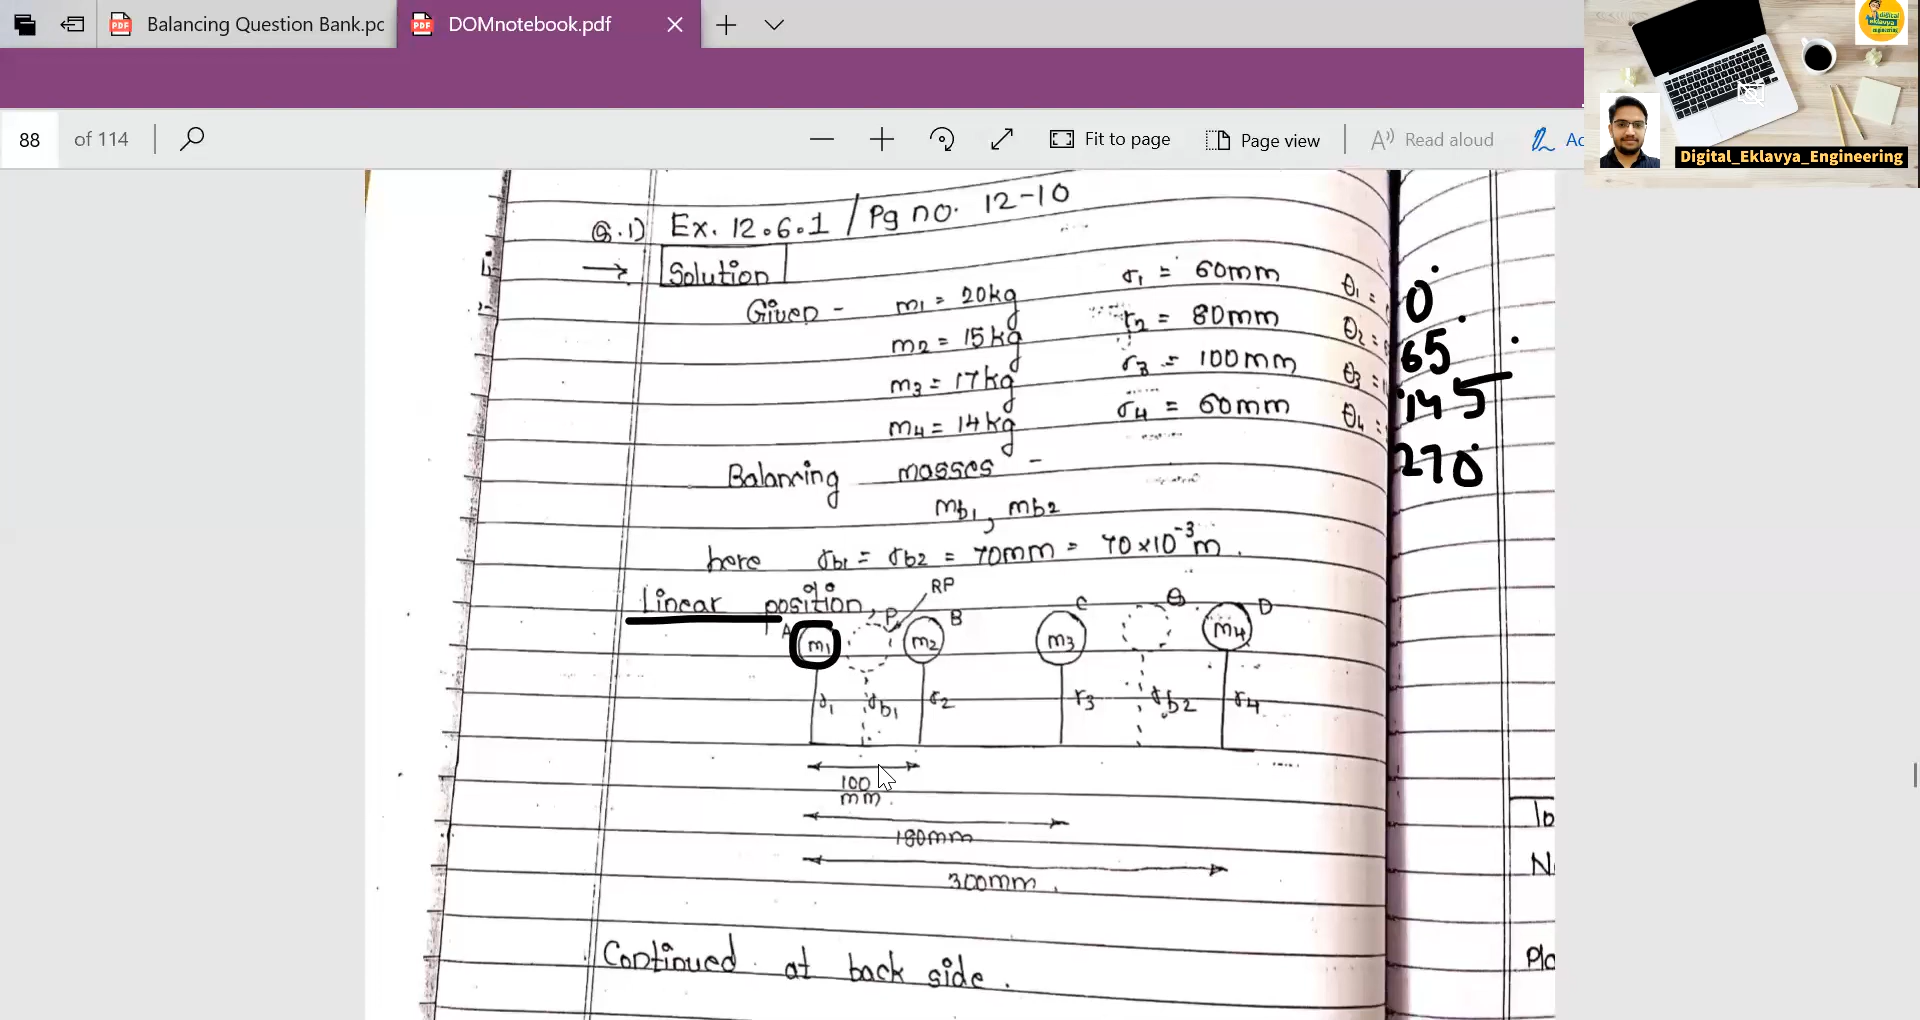 Balancing Question Bank.pc
DOMnotebook.pdf
88 of 114
Fit to page
Page view
Read aloud
Digital_Eklavya_Engineering
Q.1) Ex. 12.6.1 / Pg no. 12-10
→ Solution
Given - m1 = 20kg r1 = 60mm θ1 = 0°
m2 = 15kg r2 = 80mm θ2 = 65°
m3 = 17kg r3 = 100mm θ3 = 145°
m4 = 14kg r4 = 60mm θ4 = 270°
Balancing masses -
mb1, mb2
here rb1 = rb2 = 70mm = 70×10⁻³m.
Linear position,
RP
A P B C Q D
m1 m2 m3 m4
r1 rb1 r2 r3 rb2 r4
100
mm
180mm
300mm
Continued at back side.